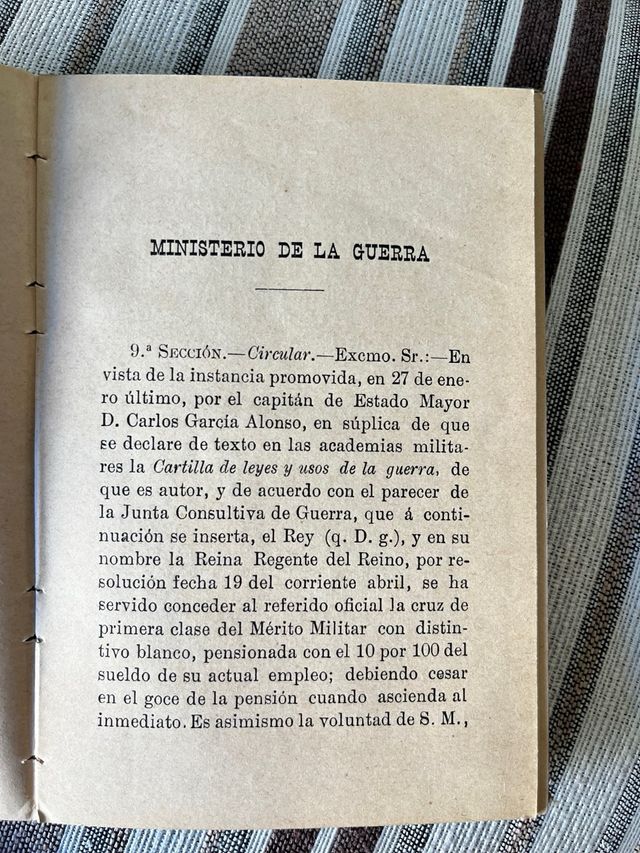 MINISTERIO DE LA GUERRA
9.ª SECCIÓN.—Circular.—Excmo. Sr.:—En
vista de la instancia promovida, en 27 de ene-
ro último, por el capitán de Estado Mayor
D. Carlos García Alonso, en súplica de que
se declare de texto en las academias milita-
res la Cartilla de leyes y usos de la guerra, de
que es autor, y de acuerdo con el parecer de
la Junta Consultiva de Guerra, que á conti-
nuación se inserta, el Rey (q. D. g.), y en su
nombre la Reina Regente del Reino, por re-
solución fecha 19 del corriente abril, se ha
servido conceder al referido oficial la cruz de
primera clase del Mérito Militar con distin-
tivo blanco, pensionada con el 10 por 100 del
sueldo de su actual empleo; debiendo cesar
en el goce de la pensión cuando ascienda al
inmediato. Es asimismo la voluntad de S. M.,